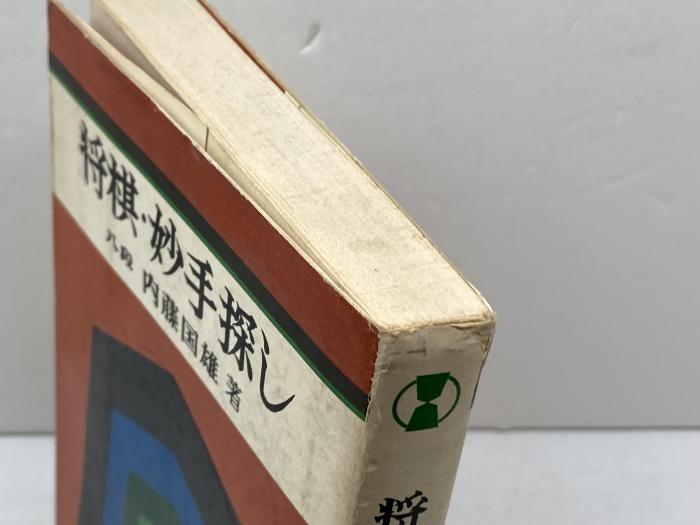 将棋・妙手探し
八段 内藤国雄 著
将